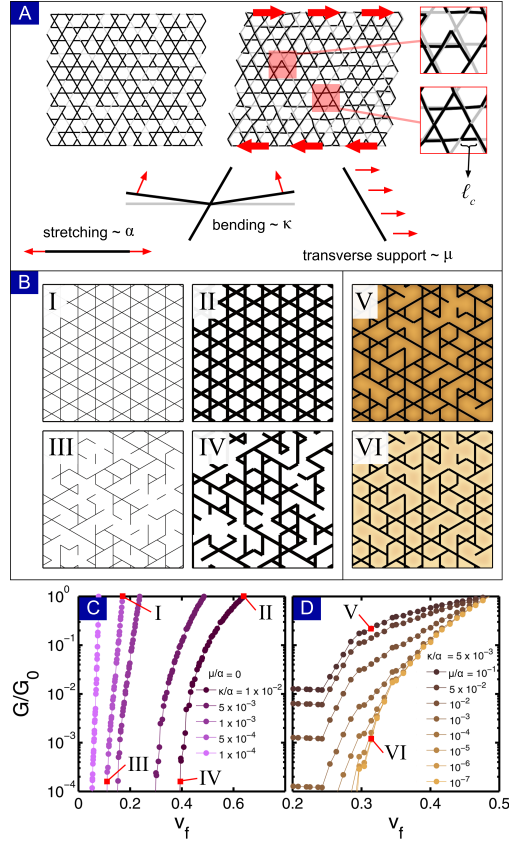 A
ℓc
stretching ~ α
bending ~ κ
transverse support ~ μ
B
I
II
V
III
IV
VI
C
D
G/G0
10^0
10^-1
10^-2
10^-3
10^-4
I
II
III
IV
μ/α = 0
κ/α = 1 x 10^-2
5 x 10^-3
1 x 10^-3
5 x 10^-4
1 x 10^-4
0
0.2
0.4
0.6
vf
V
VI
κ/α = 5 x 10^-3
μ/α = 10^-1
5 x 10^-2
10^-2
10^-3
10^-4
10^-5
10^-6
10^-7
0.2
0.3
0.4
0.5
vf